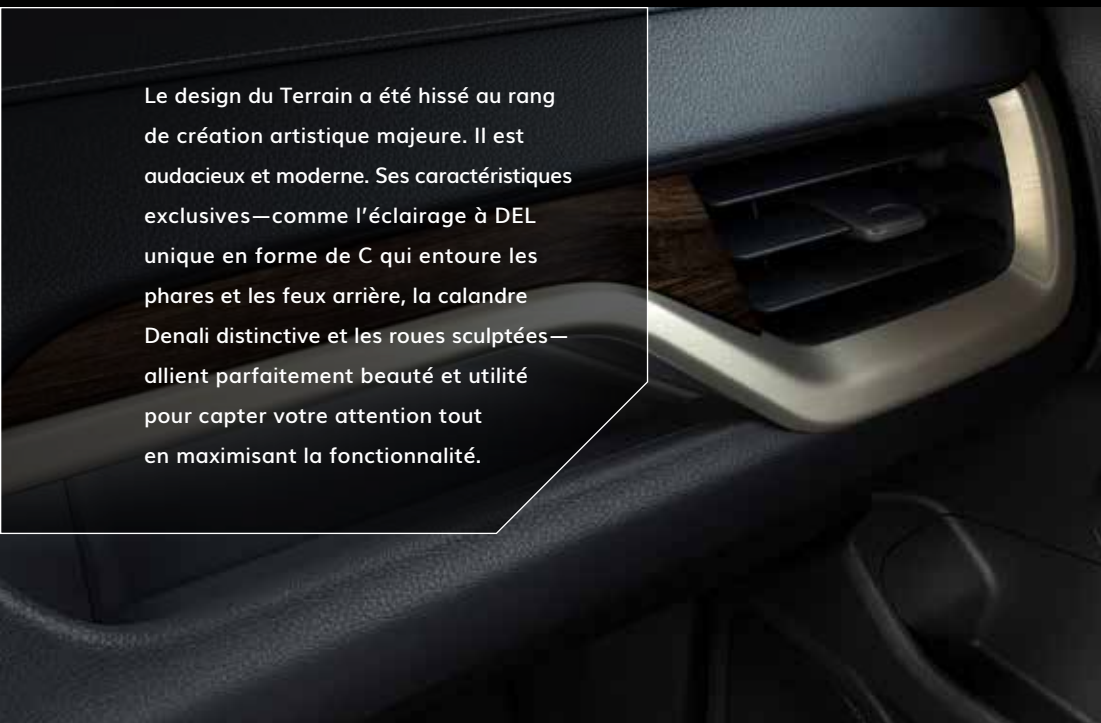 Le design du Terrain a été hissé au rang
de création artistique majeure. Il est
audacieux et moderne. Ses caractéristiques
exclusives—comme l'éclairage à DEL
unique en forme de C qui entoure les
phares et les feux arrière, la calandre
Denali distinctive et les roues sculptées—
allient parfaitement beauté et utilité
pour capter votre attention tout
en maximisant la fonctionnalité.